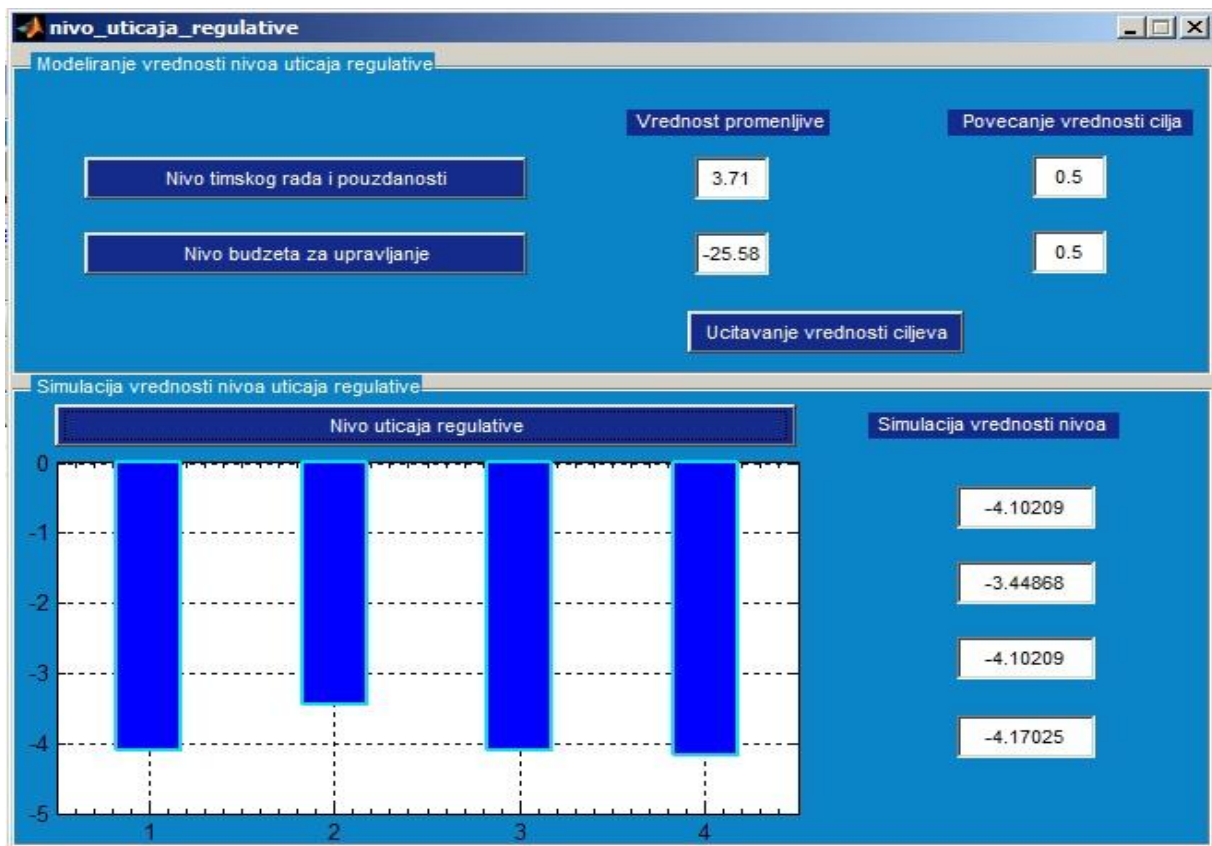 nivo_uticaja_regulative
Modeliranje vrednosti nivoa uticaja regulative
Vrednost promenljive Povecanje vrednosti cilja
Nivo timskog rada i pouzdanosti 3.71 0.5
Nivo budzeta za upravljanje -25.58 0.5
Ucitavanje vrednosti ciljeva
Simulacija vrednosti nivoa uticaja regulative
Nivo uticaja regulative Simulacija vrednosti nivoa
0
-4.10209
-1
-3.44868
-2
-4.10209
-3
-4.17025
-4
-5
1 2 3 4